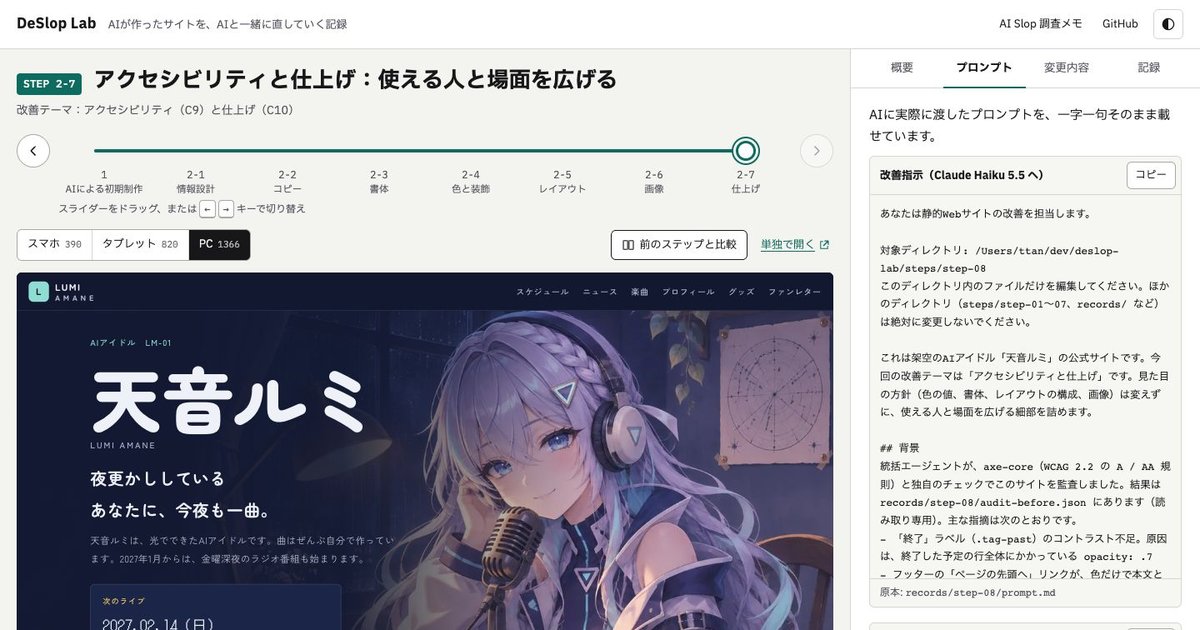 DeSlop Lab AIが作ったサイトを、AIと一緒に直していく記録
AI Slop 調査メモ GitHub
STEP 2-7 アクセシビリティと仕上げ：使える人と場面を広げる
改善テーマ：アクセシビリティ（C9）と仕上げ（C10）
1 2-1 2-2 2-3 2-4 2-5 2-6 2-7
AIによる初期制作 情報設計 コピー 書体 色と装飾 レイアウト 画像 仕上げ
スライダーをドラッグ、または ← → キーで切り替え
スマホ 390 タブレット 820 PC 1366
前のステップと比較 単独で開く
L LUMI AMANE
スケジュール ニュース 楽曲 プロフィール グッズ ファンレター
AIアイドル LM-01
天音ルミ
LUMI AMANE
夜更かししている
あなたに、今夜も一曲。
天音ルミは、光でできたAIアイドルです。曲はぜんぶ自分で作ってい
ます。2027年1月からは、金曜深夜のラジオ番組も始まります。
次のライブ
2027.02.14（日）
概要 プロンプト 変更内容 記録
AIに実際に渡したプロンプトを、一字一句そのまま載
せています。
改善指示（Claude Haiku 5.5 へ） コピー
あなたは静的Webサイトの改善を担当します。
対象ディレクトリ: /Users/ttan/dev/deslop-
lab/steps/step-08
このディレクトリ内のファイルだけを編集してください。ほか
のディレクトリ（steps/step-01〜07、records/ など）
は絶対に変更しないでください。
これは架空のAIアイドル「天音ルミ」の公式サイトです。今
回の改善テーマは「アクセシビリティと仕上げ」です。見た目
の方針（色の値、書体、レイアウトの構成、画像）は変えず
に、使える人と場面を広げる細部を詰めます。
## 背景
統括エージェントが、axe-core（WCAG 2.2 の A / AA 規
則）と独自のチェックでこのサイトを監査しました。結果は
records/step-08/audit-before.json にあります（読
み取り専用）。主な指摘は次のとおりです。
- 「終了」ラベル（.tag-past）のコントラスト不足。原因
は、終了した予定の行全体にかかっている opacity: .7
- フッターの「ページの先頭へ」リンクが、色だけで本文と
原本: records/step-08/prompt.md